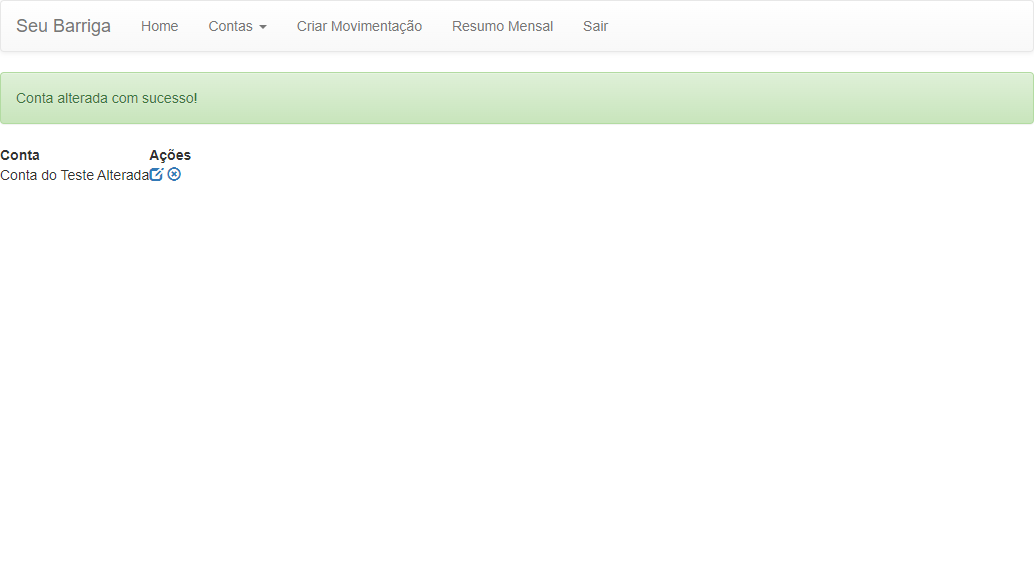 Seu Barriga Home Contas Criar Movimentação Resumo Mensal Sair
Conta alterada com sucesso!
Conta Ações
Conta do Teste Alterada